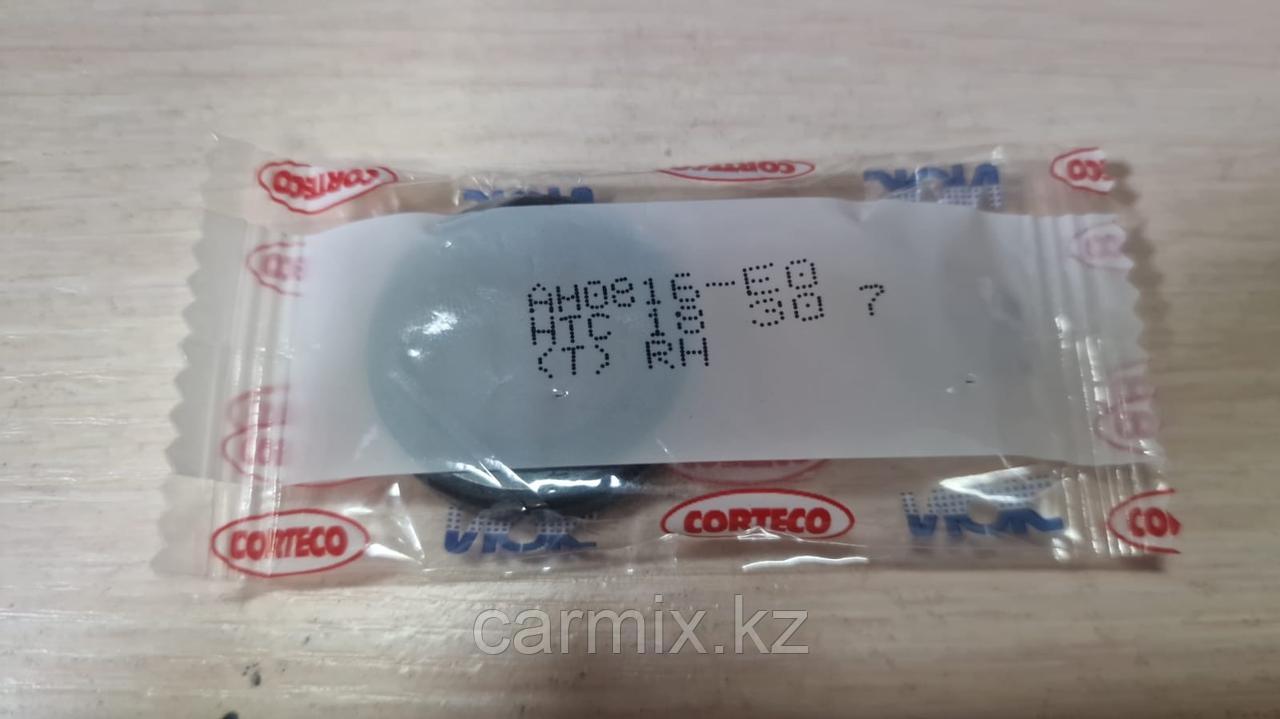 CORTECO
CORTECO
AH0816-E0
HTC 18 30 7
(T) RH
CORTECO
CORTECO
carmix.kz